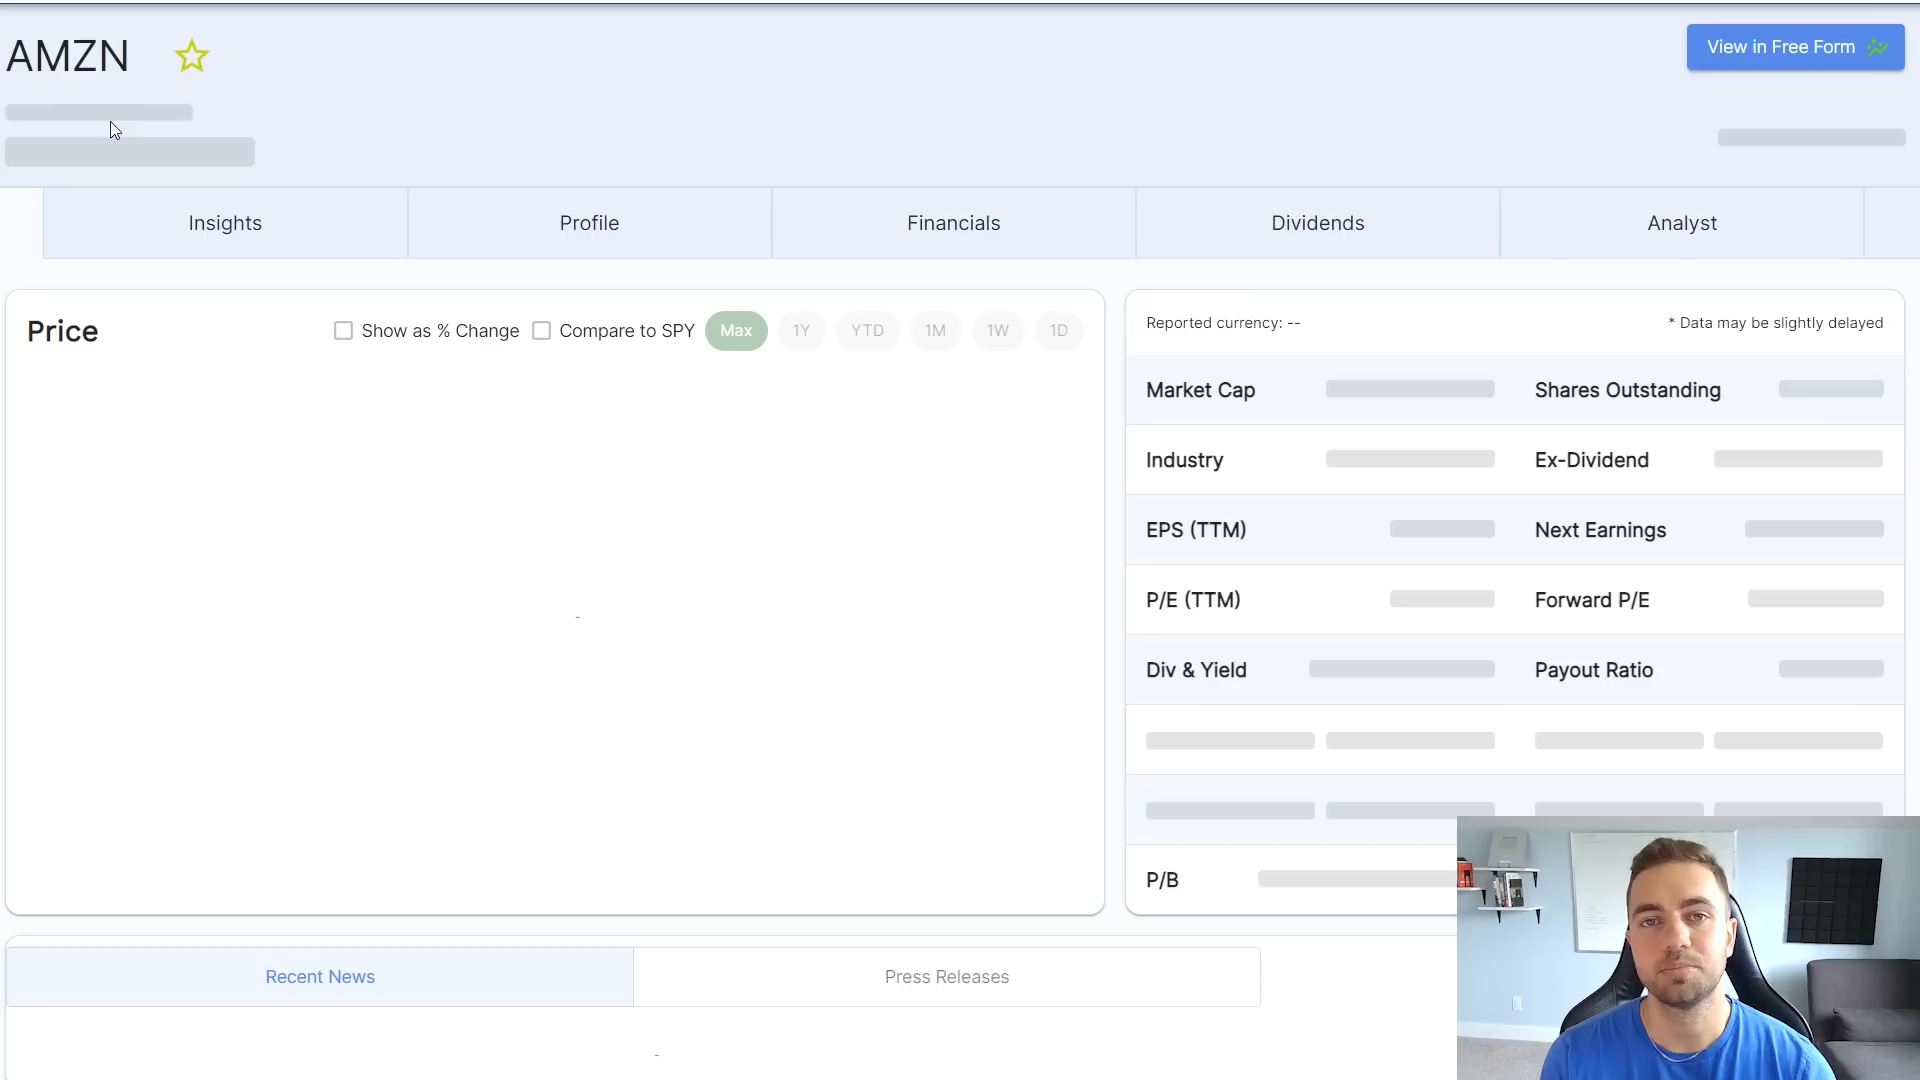 AMZN
View in Free Form
Insights
Profile
Financials
Dividends
Analyst
Price
Show as % Change
Compare to SPY
Max
1Y
YTD
1M
1W
1D
Reported currency: --
* Data may be slightly delayed
Market Cap
Shares Outstanding
Industry
Ex-Dividend
EPS (TTM)
Next Earnings
P/E (TTM)
Forward P/E
Div & Yield
Payout Ratio
P/B
-
Recent News
Press Releases
-